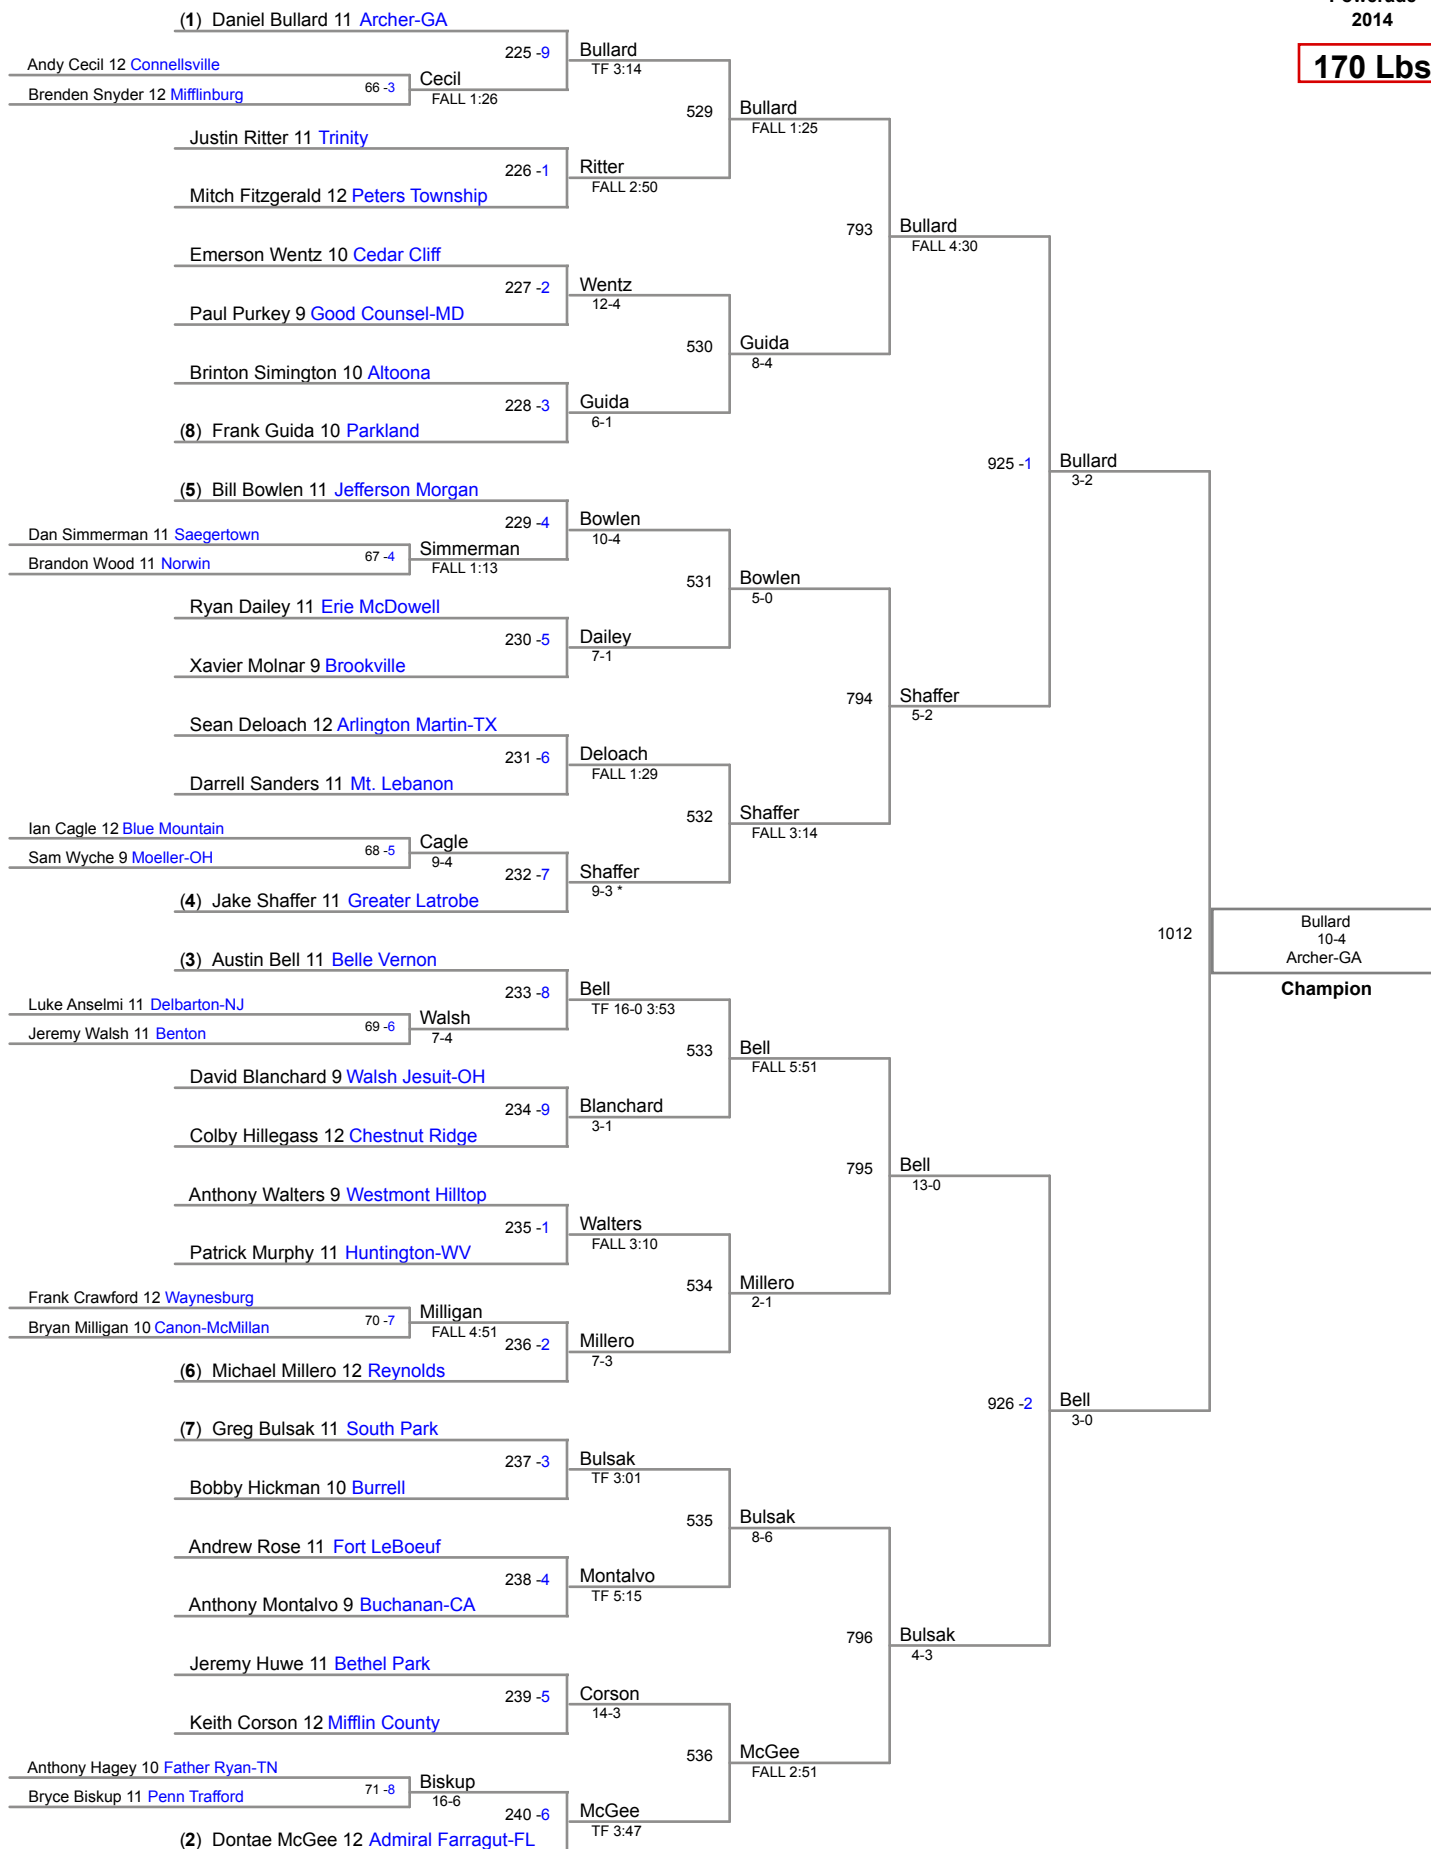 2014
170 Lbs
(1) Daniel Bullard 11 Archer-GA
225 -9
Bullard
TF 3:14
Andy Cecil 12 Connellsville
66 -3
Cecil
FALL 1:26
Brenden Snyder 12 Mifflinburg
529
Bullard
FALL 1:25
Justin Ritter 11 Trinity
226 -1
Ritter
FALL 2:50
Mitch Fitzgerald 12 Peters Township
793
Bullard
FALL 4:30
Emerson Wentz 10 Cedar Cliff
227 -2
Wentz
12-4
Paul Purkey 9 Good Counsel-MD
530
Guida
8-4
Brinton Simington 10 Altoona
228 -3
Guida
6-1
(8) Frank Guida 10 Parkland
925 -1
Bullard
3-2
(5) Bill Bowlen 11 Jefferson Morgan
229 -4
Bowlen
10-4
Dan Simmerman 11 Saegertown
67 -4
Simmerman
FALL 1:13
Brandon Wood 11 Norwin
531
Bowlen
5-0
Ryan Dailey 11 Erie McDowell
230 -5
Dailey
7-1
Xavier Molnar 9 Brookville
794
Shaffer
5-2
Sean Deloach 12 Arlington Martin-TX
231 -6
Deloach
FALL 1:29
Darrell Sanders 11 Mt. Lebanon
532
Shaffer
FALL 3:14
Ian Cagle 12 Blue Mountain
68 -5
Cagle
9-4
Sam Wyche 9 Moeller-OH
232 -7
Shaffer
9-3 *
(4) Jake Shaffer 11 Greater Latrobe
1012
Bullard
10-4
Archer-GA
Champion
(3) Austin Bell 11 Belle Vernon
233 -8
Bell
TF 16-0 3:53
Luke Anselmi 11 Delbarton-NJ
69 -6
Walsh
7-4
Jeremy Walsh 11 Benton
533
Bell
FALL 5:51
David Blanchard 9 Walsh Jesuit-OH
234 -9
Blanchard
3-1
Colby Hillegass 12 Chestnut Ridge
795
Bell
13-0
Anthony Walters 9 Westmont Hilltop
235 -1
Walters
FALL 3:10
Patrick Murphy 11 Huntington-WV
534
Millero
2-1
Frank Crawford 12 Waynesburg
70 -7
Milligan
FALL 4:51
Bryan Milligan 10 Canon-McMillan
236 -2
Millero
7-3
(6) Michael Millero 12 Reynolds
926 -2
Bell
3-0
(7) Greg Bulsak 11 South Park
237 -3
Bulsak
TF 3:01
Bobby Hickman 10 Burrell
535
Bulsak
8-6
Andrew Rose 11 Fort LeBoeuf
238 -4
Montalvo
TF 5:15
Anthony Montalvo 9 Buchanan-CA
796
Bulsak
4-3
Jeremy Huwe 11 Bethel Park
239 -5
Corson
14-3
Keith Corson 12 Mifflin County
536
McGee
FALL 2:51
Anthony Hagey 10 Father Ryan-TN
71 -8
Biskup
16-6
Bryce Biskup 11 Penn Trafford
240 -6
McGee
TF 3:47
(2) Dontae McGee 12 Admiral Farragut-FL